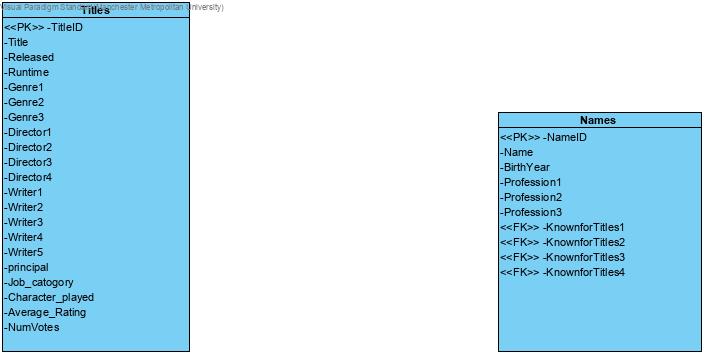 Visual Paradigm Standard(Manchester Metropolitan University)
Titles
<<PK>> -TitleID
-Title
-Released
-Runtime
-Genre1
-Genre2
-Genre3
-Director1
-Director2
-Director3
-Director4
-Writer1
-Writer2
-Writer3
-Writer4
-Writer5
-principal
-Job_catogory
-Character_played
-Average_Rating
-NumVotes
Names
<<PK>> -NameID
-Name
-BirthYear
-Profession1
-Profession2
-Profession3
<<FK>> -KnownforTitles1
<<FK>> -KnownforTitles2
<<FK>> -KnownforTitles3
<<FK>> -KnownforTitles4